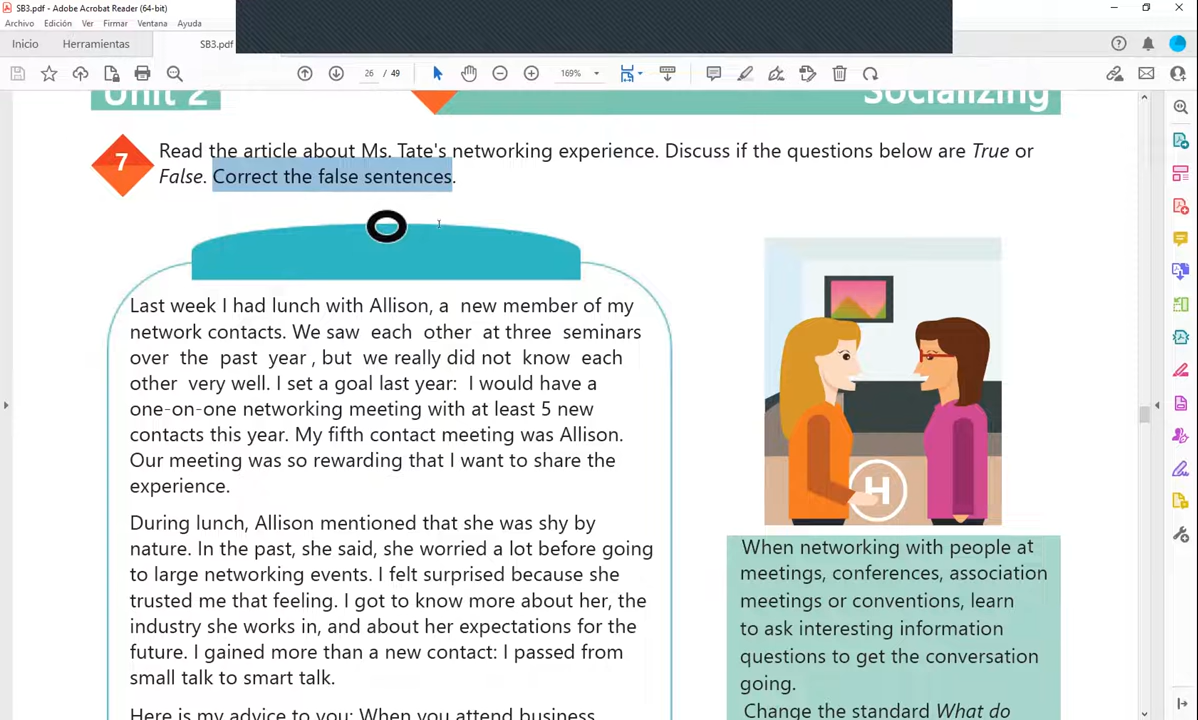 SB3.pdf - Adobe Acrobat Reader (64-bit)
Archivo Edición Ver Firmar Ventana Ayuda
Inicio Herramientas SB3.pdf
26 / 49 169%
Unit 2 Socializing
7 Read the article about Ms. Tate's networking experience. Discuss if the questions below are True or
False. Correct the false sentences.
Last week I had lunch with Allison, a new member of my
network contacts. We saw each other at three seminars
over the past year , but we really did not know each
other very well. I set a goal last year: I would have a
one-on-one networking meeting with at least 5 new
contacts this year. My fifth contact meeting was Allison.
Our meeting was so rewarding that I want to share the
experience.
During lunch, Allison mentioned that she was shy by
nature. In the past, she said, she worried a lot before going
to large networking events. I felt surprised because she
trusted me that feeling. I got to know more about her, the
industry she works in, and about her expectations for the
future. I gained more than a new contact: I passed from
small talk to smart talk.
Here is my advice to you: When you attend business
H
When networking with people at
meetings, conferences, association
meetings or conventions, learn
to ask interesting information
questions to get the conversation
going.
Change the standard What do